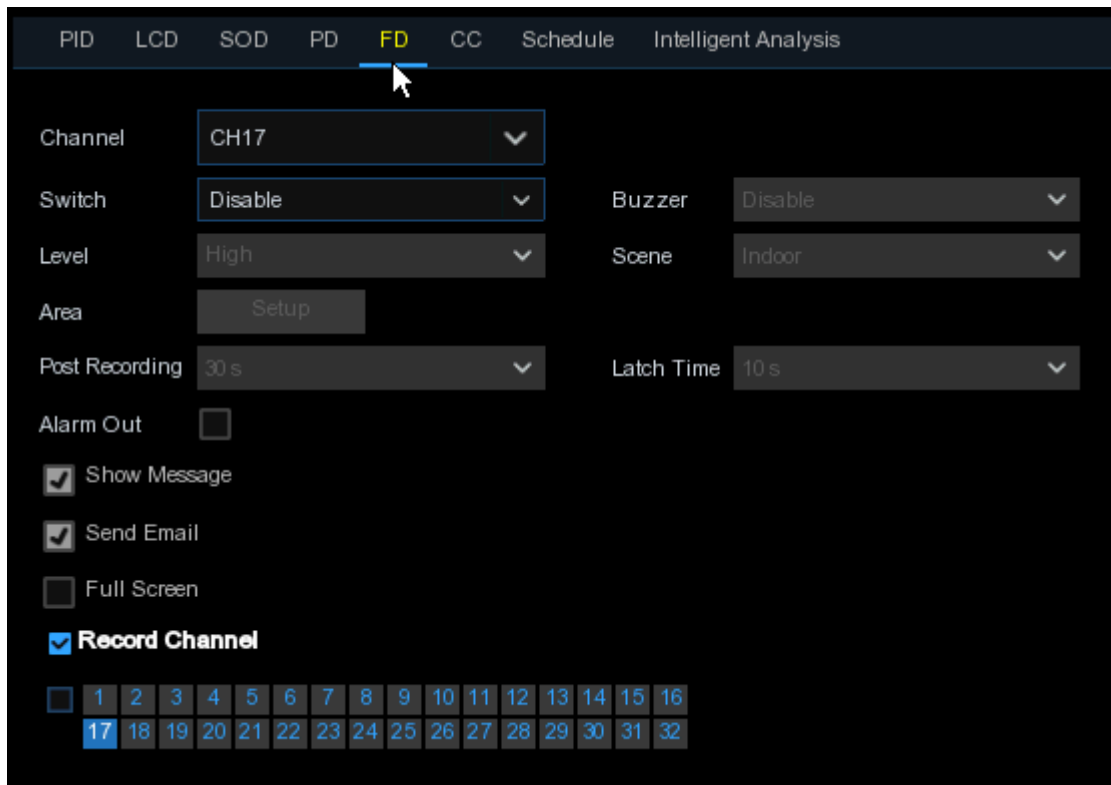 PID LCD SOD PD FD CC Schedule Intelligent Analysis
Channel CH17
Switch Disable Buzzer Disable
Level High Scene Indoor
Area Setup
Post Recording 30 s Latch Time 10 s
Alarm Out
Show Message
Send Email
Full Screen
Record Channel
1 2 3 4 5 6 7 8 9 10 11 12 13 14 15 16
17 18 19 20 21 22 23 24 25 26 27 28 29 30 31 32